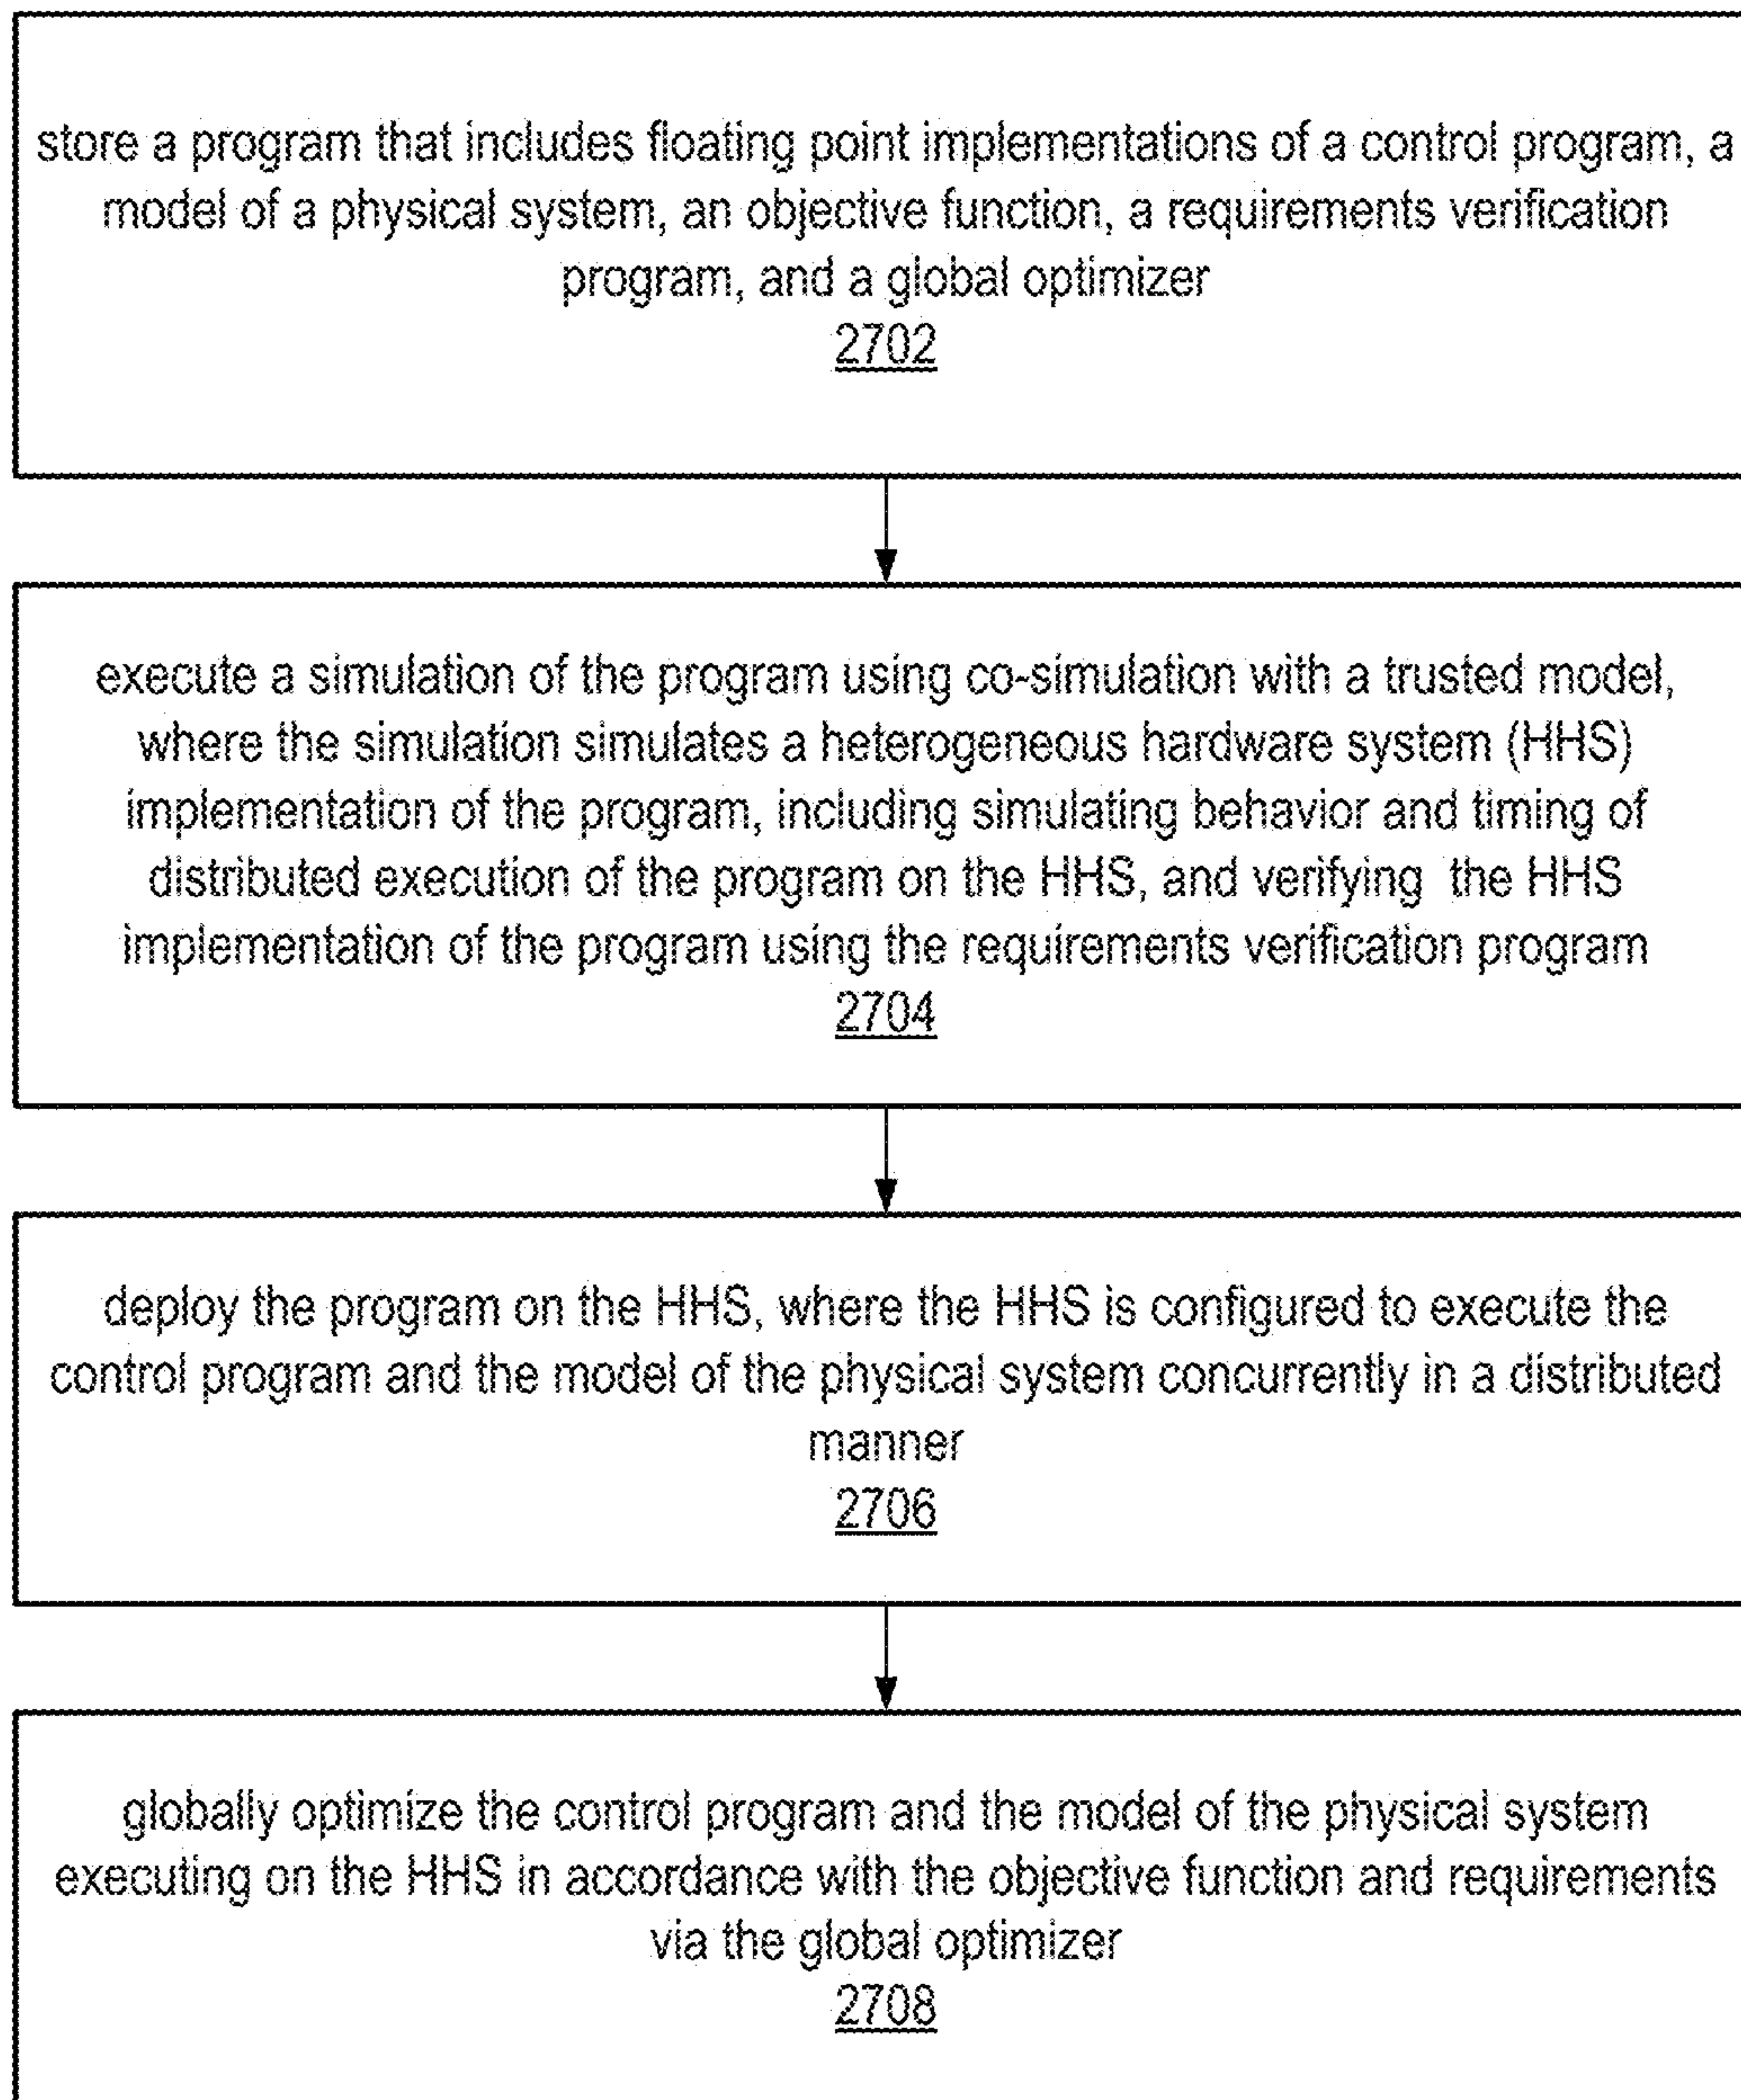 store a program that includes floating point implementations of a control program, a
model of a physical system, an objective function, a requirements verification
program, and a global optimizer
2702
execute a simulation of the program using co-simulation with a trusted model,
where the simulation simulates a heterogeneous hardware system (HHS)
implementation of the program, including simulating behavior and timing of
distributed execution of the program on the HHS, and verifying the HHS
implementation of the program using the requirements verification program
2704
deploy the program on the HHS, where the HHS is configured to execute the
control program and the model of the physical system concurrently in a distributed
manner
2706
globally optimize the control program and the model of the physical system
executing on the HHS in accordance with the objective function and requirements
via the global optimizer
2708